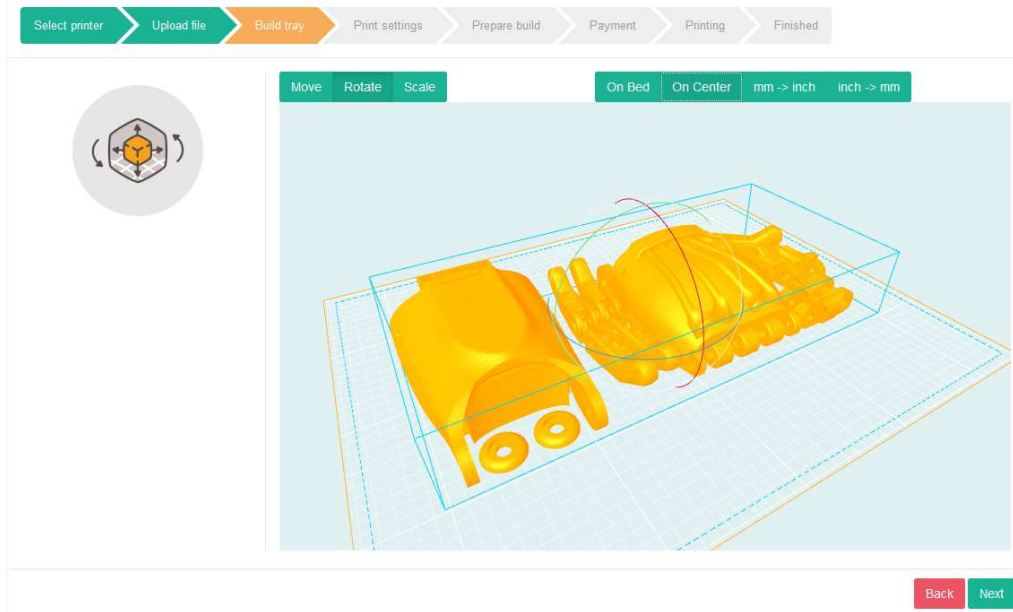 Select printer Upload file Build tray Print settings Prepare build Payment Printing Finished
Move Rotate Scale On Bed On Center mm -> inch inch -> mm
Back Next